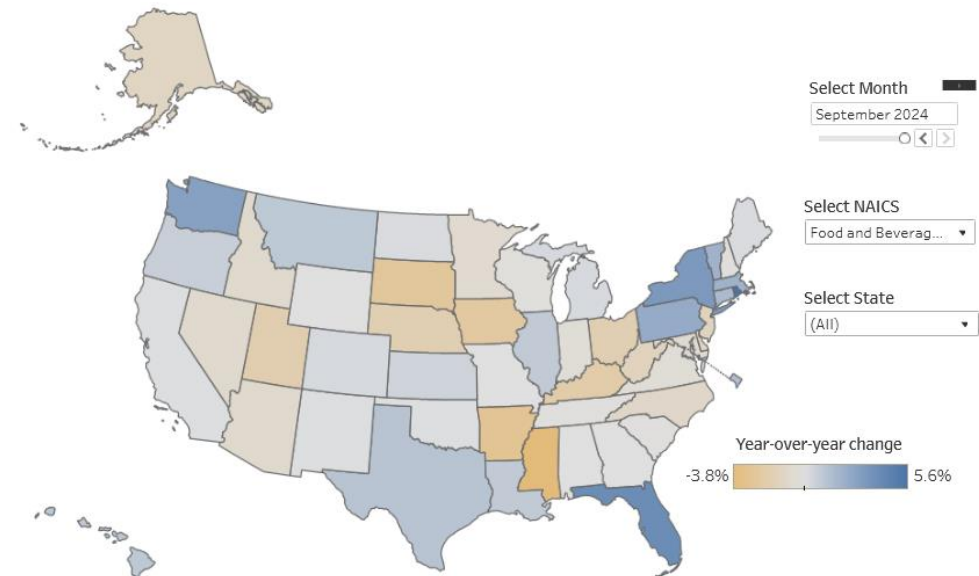 Select Month
September 2024
Select NAICS
Food and Beverag...
Select State
(All)
Year-over-year change
-3.8%
5.6%